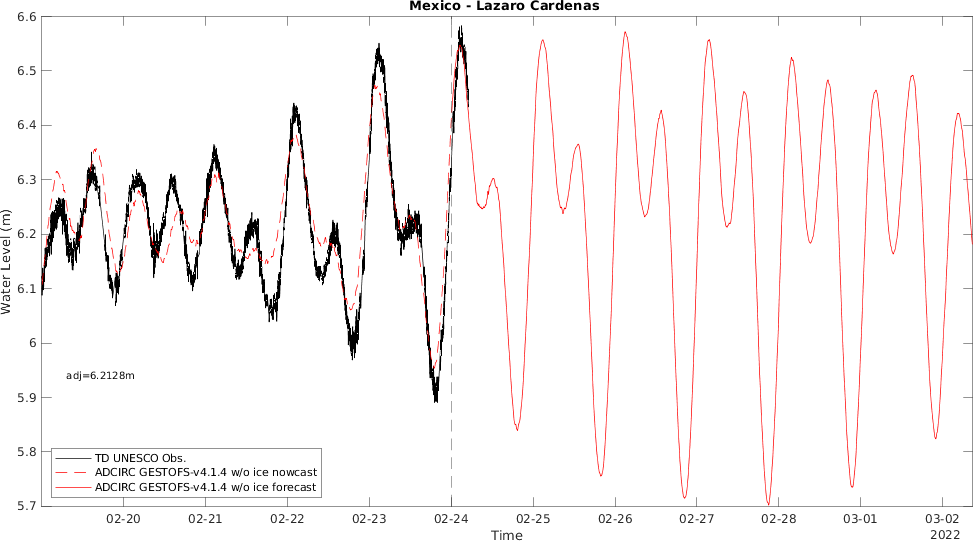 Mexico - Lazaro Cardenas
6.6
6.5
6.4
6.3
6.2
6.1
6
5.9
5.8
5.7
Water Level (m)
adj=6.2128m
TD UNESCO Obs.
ADCIRC GESTOFS-v4.1.4 w/o ice nowcast
ADCIRC GESTOFS-v4.1.4 w/o ice forecast
02-20 02-21 02-22 02-23 02-24 02-25 02-26 02-27 02-28 03-01 03-02
Time 2022